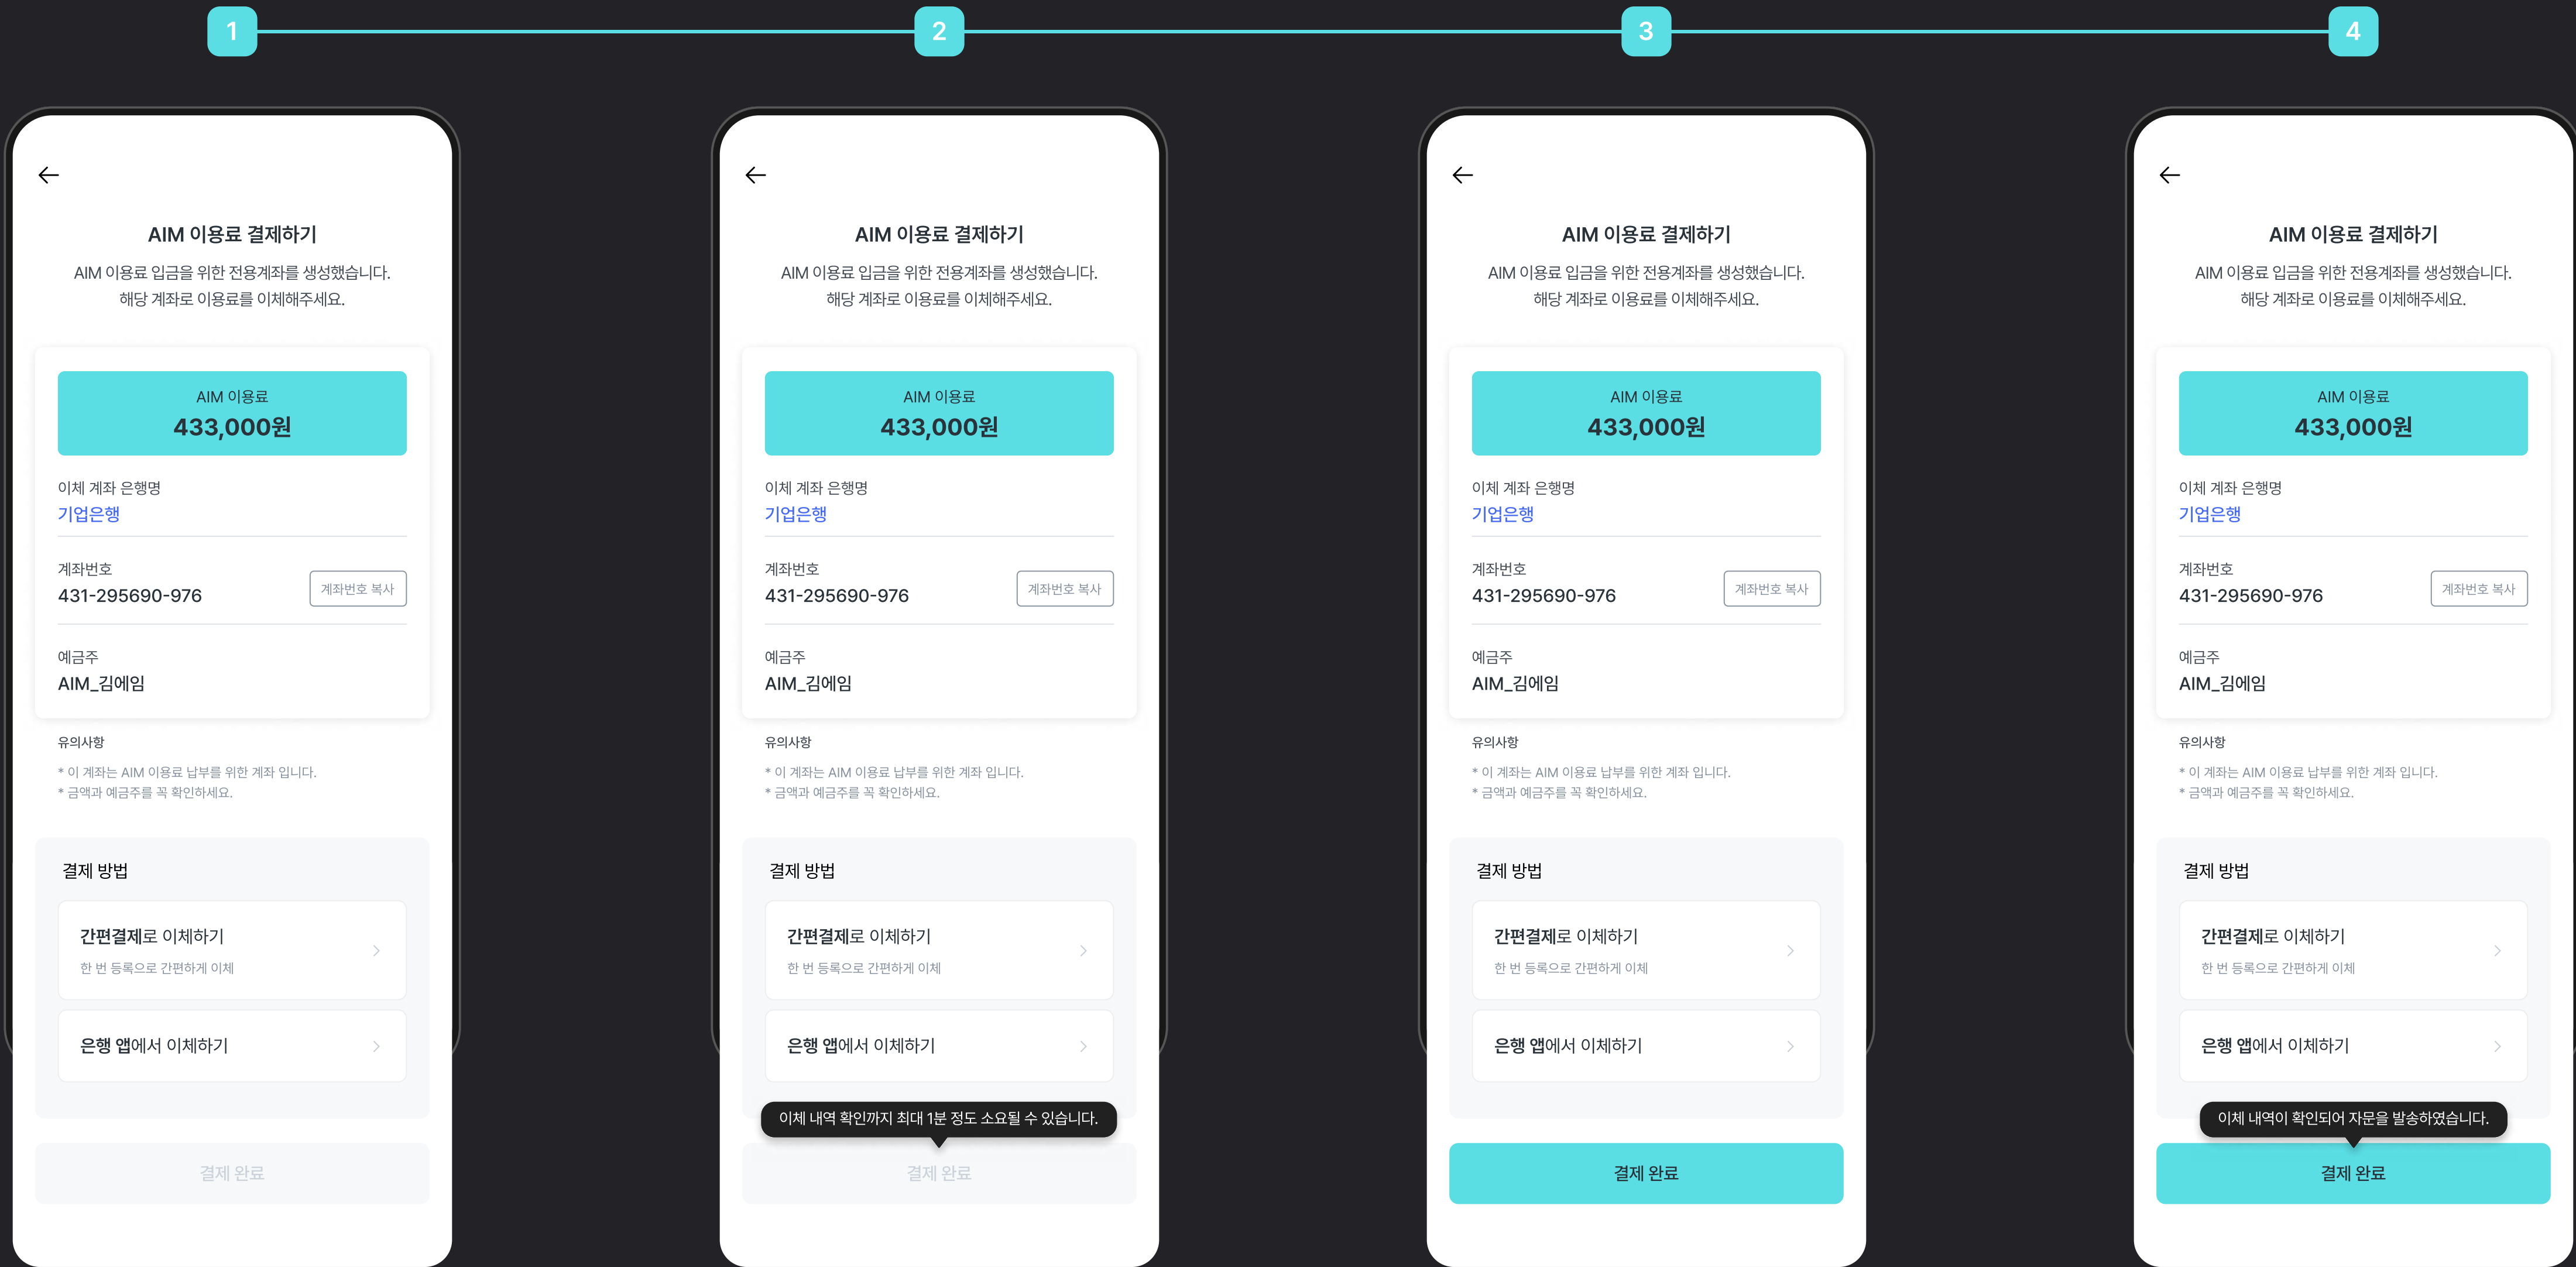 1
2
3
4
AIM 이용료 결제하기
AIM 이용료 입금을 위한 전용계좌를 생성했습니다.
해당 계좌로 이용료를 이체해주세요.
AIM 이용료
433,000원
이체 계좌 은행명
기업은행
계좌번호
431-295690-976
계좌번호 복사
예금주
AIM_김에임
유의사항
* 이 계좌는 AIM 이용료 납부를 위한 계좌 입니다.
* 금액과 예금주를 꼭 확인하세요.
결제 방법
간편결제로 이체하기
한 번 등록으로 간편하게 이체
은행 앱에서 이체하기
결제 완료
AIM 이용료 결제하기
AIM 이용료 입금을 위한 전용계좌를 생성했습니다.
해당 계좌로 이용료를 이체해주세요.
AIM 이용료
433,000원
이체 계좌 은행명
기업은행
계좌번호
431-295690-976
계좌번호 복사
예금주
AIM_김에임
유의사항
* 이 계좌는 AIM 이용료 납부를 위한 계좌 입니다.
* 금액과 예금주를 꼭 확인하세요.
결제 방법
간편결제로 이체하기
한 번 등록으로 간편하게 이체
은행 앱에서 이체하기
이체 내역 확인까지 최대 1분 정도 소요될 수 있습니다.
결제 완료
AIM 이용료 결제하기
AIM 이용료 입금을 위한 전용계좌를 생성했습니다.
해당 계좌로 이용료를 이체해주세요.
AIM 이용료
433,000원
이체 계좌 은행명
기업은행
계좌번호
431-295690-976
계좌번호 복사
예금주
AIM_김에임
유의사항
* 이 계좌는 AIM 이용료 납부를 위한 계좌 입니다.
* 금액과 예금주를 꼭 확인하세요.
결제 방법
간편결제로 이체하기
한 번 등록으로 간편하게 이체
은행 앱에서 이체하기
결제 완료
AIM 이용료 결제하기
AIM 이용료 입금을 위한 전용계좌를 생성했습니다.
해당 계좌로 이용료를 이체해주세요.
AIM 이용료
433,000원
이체 계좌 은행명
기업은행
계좌번호
431-295690-976
계좌번호 복사
예금주
AIM_김에임
유의사항
* 이 계좌는 AIM 이용료 납부를 위한 계좌 입니다.
* 금액과 예금주를 꼭 확인하세요.
결제 방법
간편결제로 이체하기
한 번 등록으로 간편하게 이체
은행 앱에서 이체하기
이체 내역이 확인되어 자문을 발송하였습니다.
결제 완료